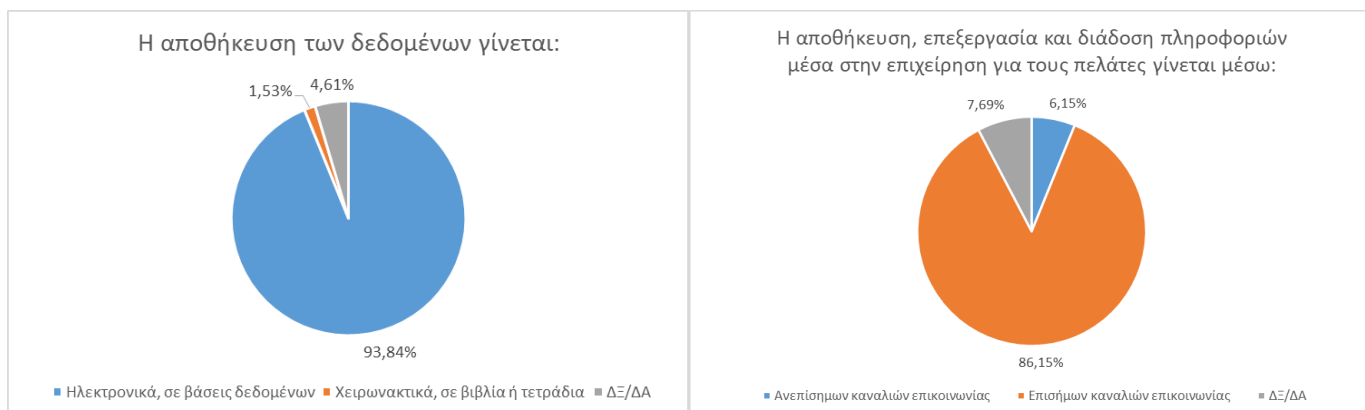 Η αποθήκευση των δεδομένων γίνεται:
1,53%
4,61%
93,84%
Ηλεκτρονικά, σε βάσεις δεδομένων Χειρωνακτικά, σε βιβλία ή τετράδια ΔΞ/ΔΑ
Η αποθήκευση, επεξεργασία και διάδοση πληροφοριών
μέσα στην επιχείρηση για τους πελάτες γίνεται μέσω:
7,69%
6,15%
86,15%
Ανεπίσημων καναλιών επικοινωνίας Επισήμων καναλιών επικοινωνίας ΔΞ/ΔΑ